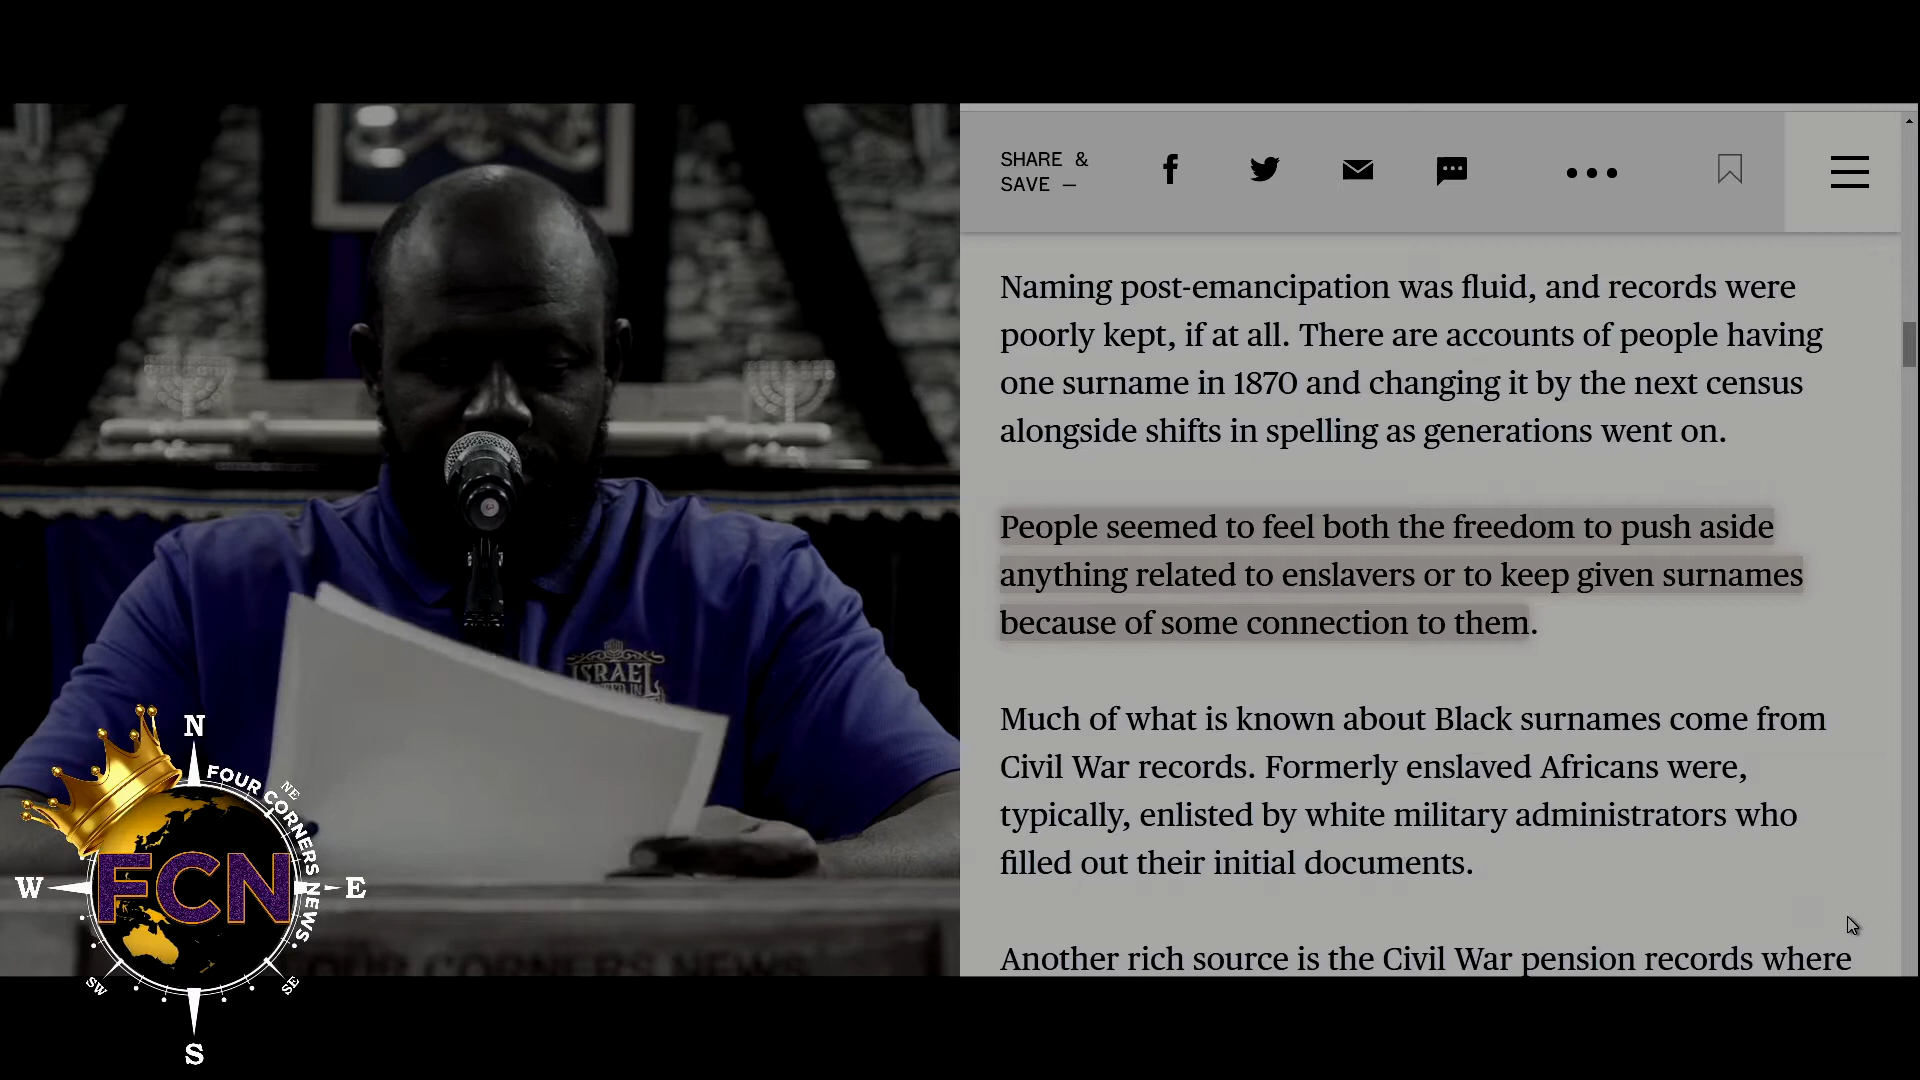 SHARE &
SAVE —
Naming post-emancipation was fluid, and records were
poorly kept, if at all. There are accounts of people having
one surname in 1870 and changing it by the next census
alongside shifts in spelling as generations went on.
People seemed to feel both the freedom to push aside
anything related to enslavers or to keep given surnames
because of some connection to them.
Much of what is known about Black surnames come from
Civil War records. Formerly enslaved Africans were,
typically, enlisted by white military administrators who
filled out their initial documents.
Another rich source is the Civil War pension records where
ISRAEL
N
NE
FOUR CORNERS NEWS
W
FCN
E
SW
SE
S
FOUR CORNERS NEWS